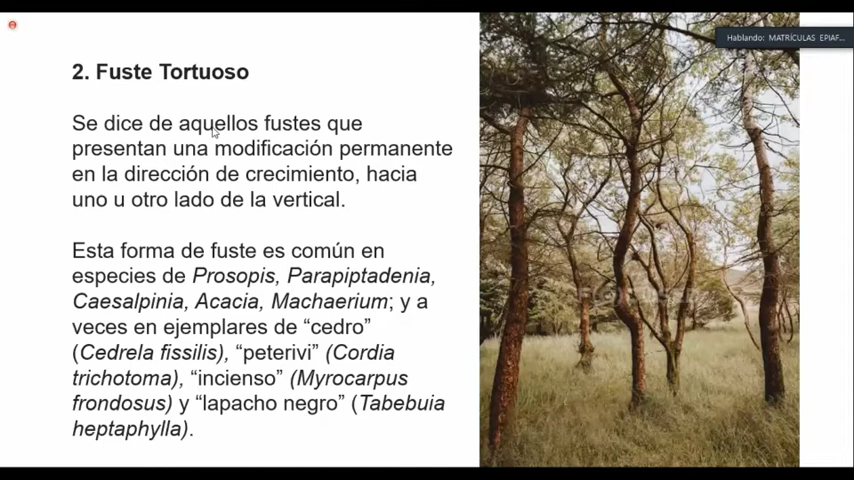 Hablando: MATRÍCULAS EPIAF...
2. Fuste Tortuoso
Se dice de aquellos fustes que
presentan una modificación permanente
en la dirección de crecimiento, hacia
uno u otro lado de la vertical.
Esta forma de fuste es común en
especies de Prosopis, Parapiptadenia,
Caesalpinia, Acacia, Machaerium; y a
veces en ejemplares de “cedro”
(Cedrela fissilis), “peterivi” (Cordia
trichotoma), “incienso” (Myrocarpus
frondosus) y “lapacho negro” (Tabebuia
heptaphylla).